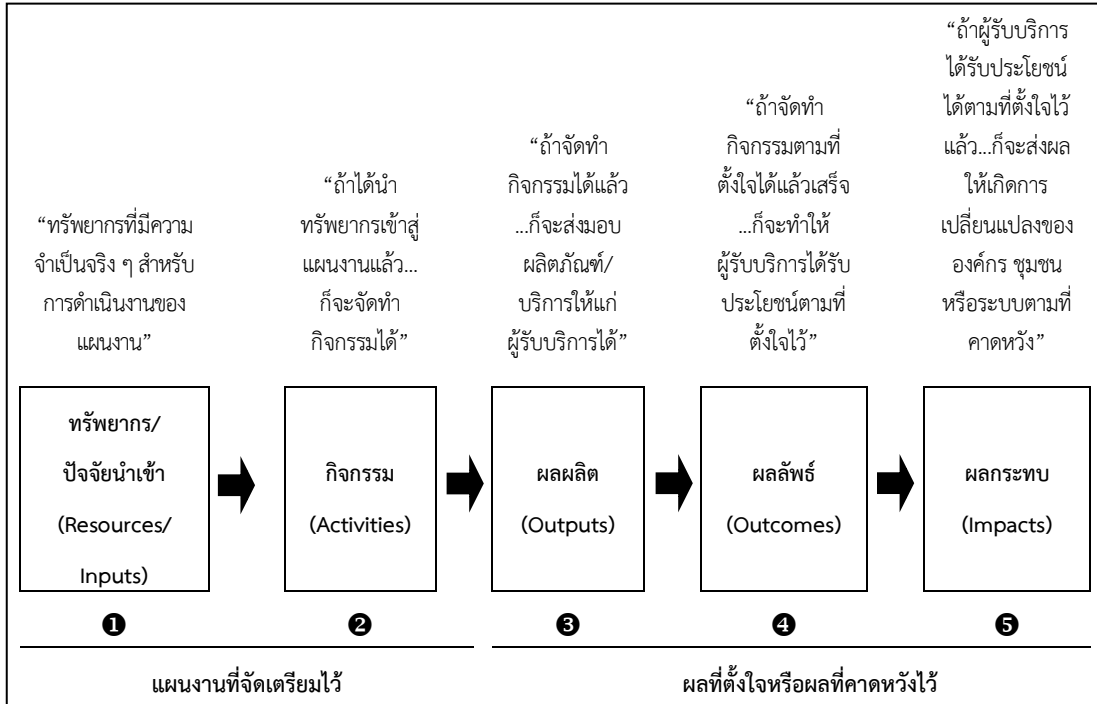 “ทรัพยากรที่มีความ
จำเป็นจริง ๆ สำหรับ
การดำเนินงานของ
แผนงาน”
“ถ้าได้นำ
ทรัพยากรเข้าสู่
แผนงานแล้ว...
ก็จะจัดทำ
กิจกรรมได้”
“ถ้าจัดทำ
กิจกรรมได้แล้ว
...ก็จะส่งมอบ
ผลิตภัณฑ์/
บริการให้แก่
ผู้รับบริการได้”
“ถ้าจัดทำ
กิจกรรมตามที่
ตั้งใจได้แล้วเสร็จ
...ก็จะทำให้
ผู้รับบริการได้รับ
ประโยชน์ตามที่
ตั้งใจไว้”
“ถ้าผู้รับบริการ
ได้รับประโยชน์
ได้ตามที่ตั้งใจไว้
แล้ว...ก็จะส่งผล
ให้เกิดการ
เปลี่ยนแปลงของ
องค์กร ชุมชน
หรือระบบตามที่
คาดหวัง”
ทรัพยากร/
ปัจจัยนำเข้า
(Resources/
Inputs)
กิจกรรม
(Activities)
ผลผลิต
(Outputs)
ผลลัพธ์
(Outcomes)
ผลกระทบ
(Impacts)
❶ ❷ ❸ ❹ ❺
แผนงานที่จัดเตรียมไว้
ผลที่ตั้งใจหรือผลที่คาดหวังไว้